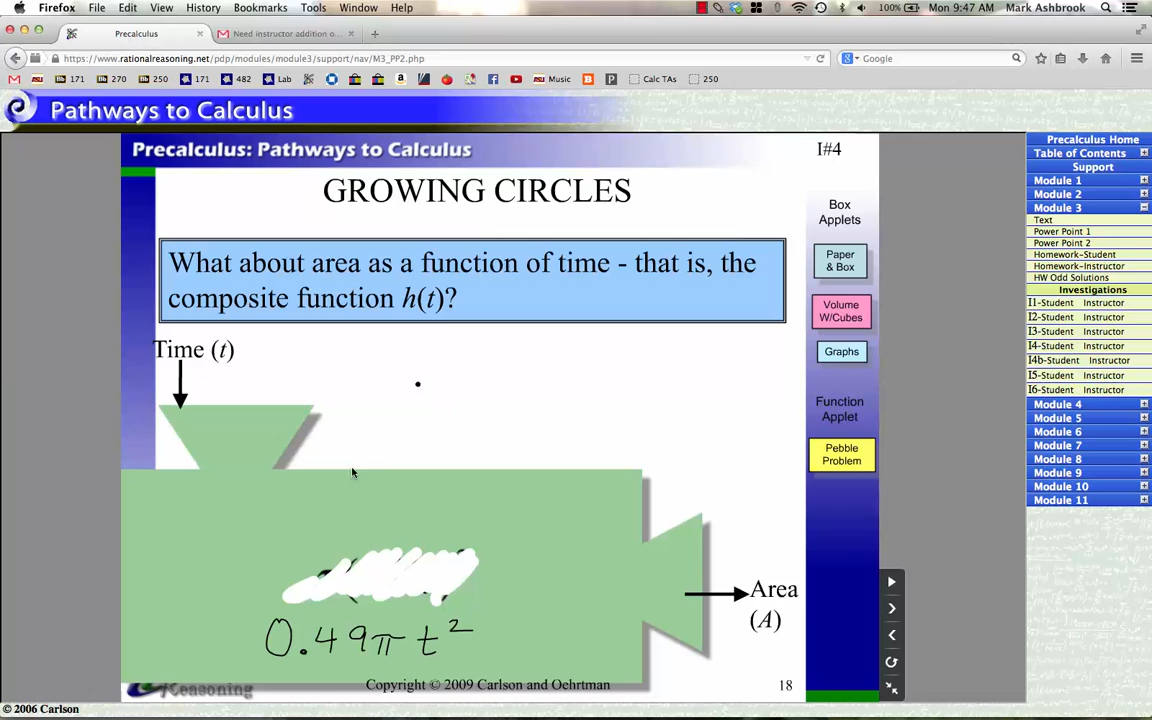 Firefox File Edit View History Bookmarks Tools Window Help 100% Mon 9:47 AM Mark Ashbrook
Precalculus × Need instructor addition o... × +
https://www.rationalreasoning.net/pdp/modules/module3/support/nav/M3_PP2.php Google
171 270 250 171 482 Lab Music Calc TAs 250
Pathways to Calculus
Precalculus: Pathways to Calculus
I#4
GROWING CIRCLES
What about area as a function of time - that is, the
composite function h(t)?
Time (t)
0.49π t²
Area
(A)
Reasoning
Copyright © 2009 Carlson and Oehrtman
18
Box
Applets
Paper
& Box
Volume
W/Cubes
Graphs
Function
Applet
Pebble
Problem
Precalculus Home
Table of Contents
Support
Module 1
Module 2
Module 3
Text
Power Point 1
Power Point 2
Homework-Student
Homework-Instructor
HW Odd Solutions
Investigations
I1-Student Instructor
I2-Student Instructor
I3-Student Instructor
I4-Student Instructor
I4b-Student Instructor
I5-Student Instructor
I6-Student Instructor
Module 4
Module 5
Module 6
Module 7
Module 8
Module 9
Module 10
Module 11
© 2006 Carlson